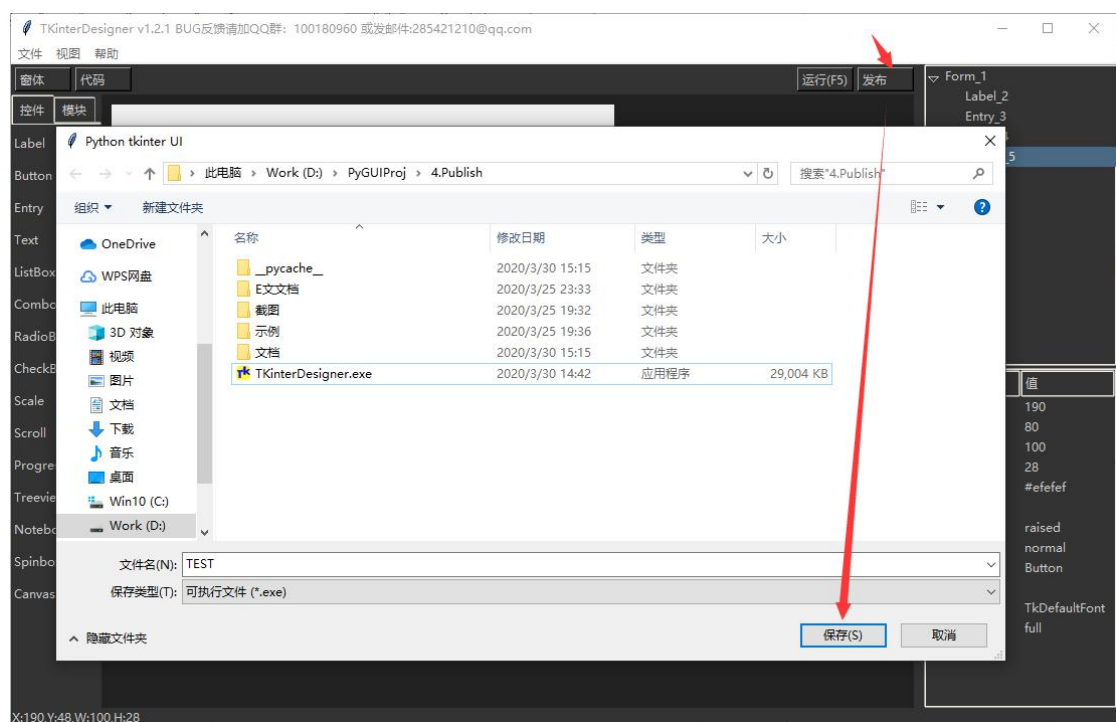 TKinterDesigner v1.2.1 BUG反馈请加QQ群：100180960 或发邮件:285421210@qq.com
文件 视图 帮助
窗体 代码 运行(F5) 发布
控件 模块
Form_1
Label_2
Entry_3
Python tkinter UI
此电脑 › Work (D:) › PyGUIProj › 4.Publish
搜索"4.Publish"
组织 新建文件夹
名称 修改日期 类型 大小
__pycache__ 2020/3/30 15:15 文件夹
E文文档 2020/3/25 23:33 文件夹
截图 2020/3/25 19:32 文件夹
示例 2020/3/25 19:36 文件夹
文档 2020/3/30 15:15 文件夹
TKinterDesigner.exe 2020/3/30 14:42 应用程序 29,004 KB
OneDrive
WPS网盘
此电脑
3D 对象
视频
图片
文档
下载
音乐
桌面
Win10 (C:)
Work (D:)
文件名(N): TEST
保存类型(T): 可执行文件 (*.exe)
隐藏文件夹
保存(S) 取消
Label
Button
Entry
Text
ListBox
Combo
RadioB
CheckB
Scale
Scroll
Progre
Treevie
Notebo
Spinbo
Canvas
值
190
80
100
28
#efefef
raised
normal
Button
TkDefaultFont
full
X:190,Y:48,W:100,H:28